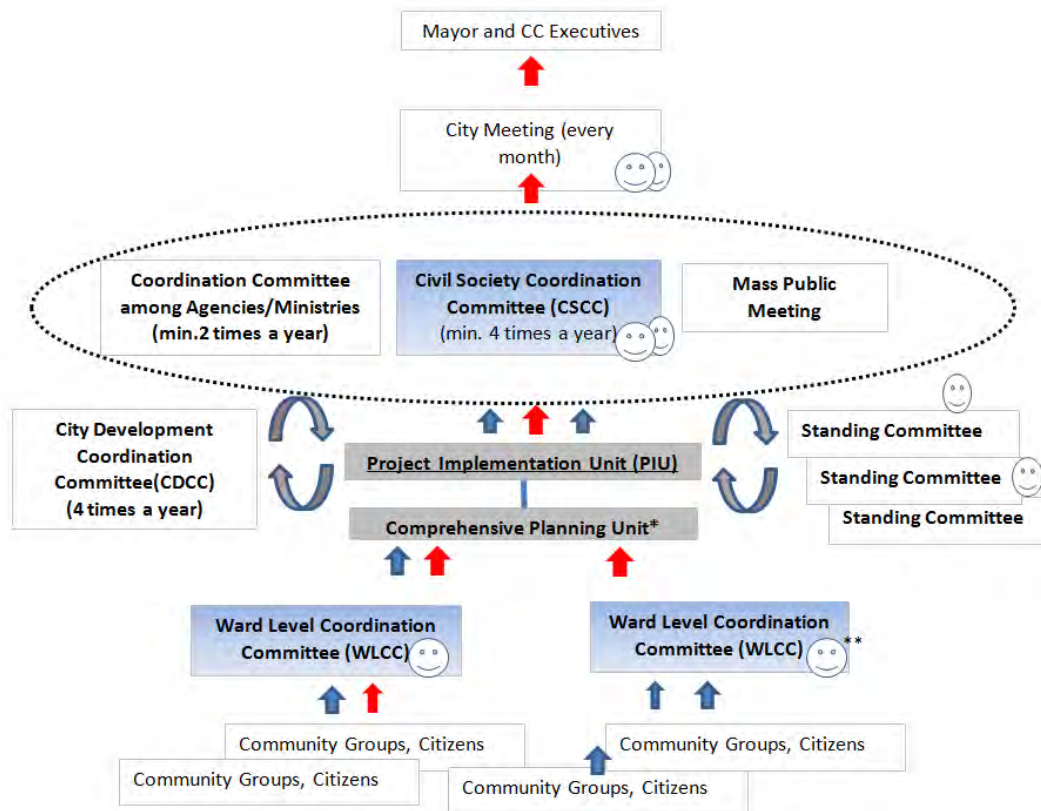 Mayor and CC Executives
City Meeting (every
month)
Coordination Committee
among Agencies/Ministries
(min.2 times a year)
Civil Society Coordination
Committee (CSCC)
(min. 4 times a year)
Mass Public
Meeting
City Development
Coordination
Committee(CDCC)
(4 times a year)
Project Implementation Unit (PIU)
Comprehensive Planning Unit*
Standing Committee
Standing Committee
Standing Committee
Ward Level Coordination
Committee (WLCC)
Ward Level Coordination
Committee (WLCC)
**
Community Groups, Citizens
Community Groups, Citizens
Community Groups, Citizens
Community Groups, Citizens